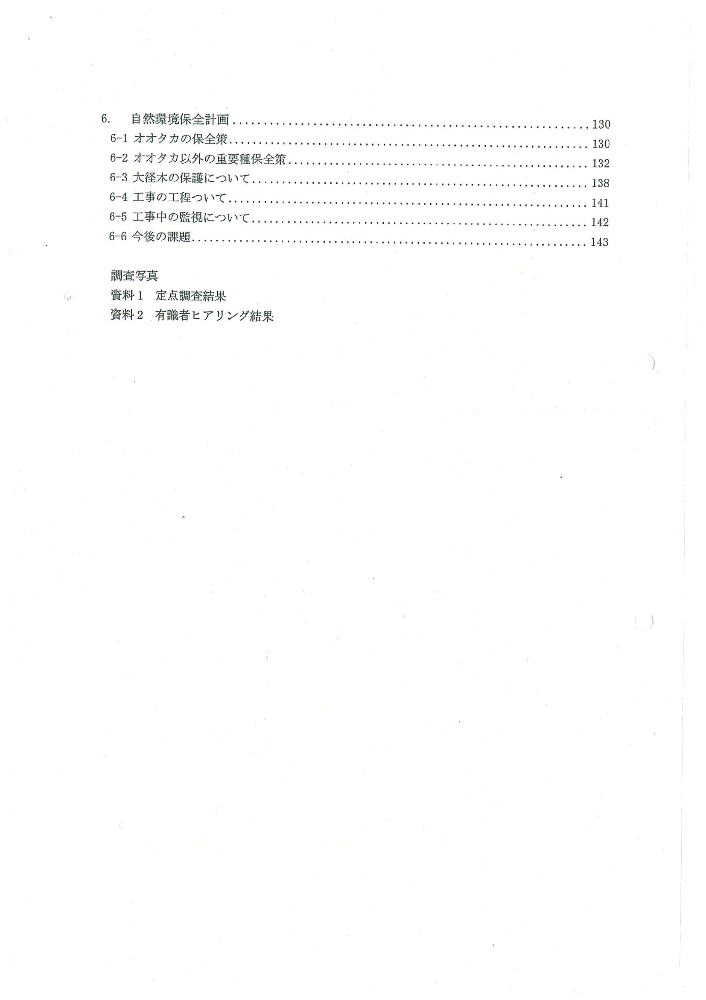 6.　自然環境保全計画............................................................130
6-1 オオタカの保全策............................................................130
6-2 オオタカ以外の重要種保全策..................................................132
6-3 大径木の保護について........................................................138
6-4 工事の工程ついて............................................................141
6-5 工事中の監視について........................................................142
6-6 今後の課題..................................................................143
調査写真
資料1　定点調査結果
資料2　有識者ヒアリング結果